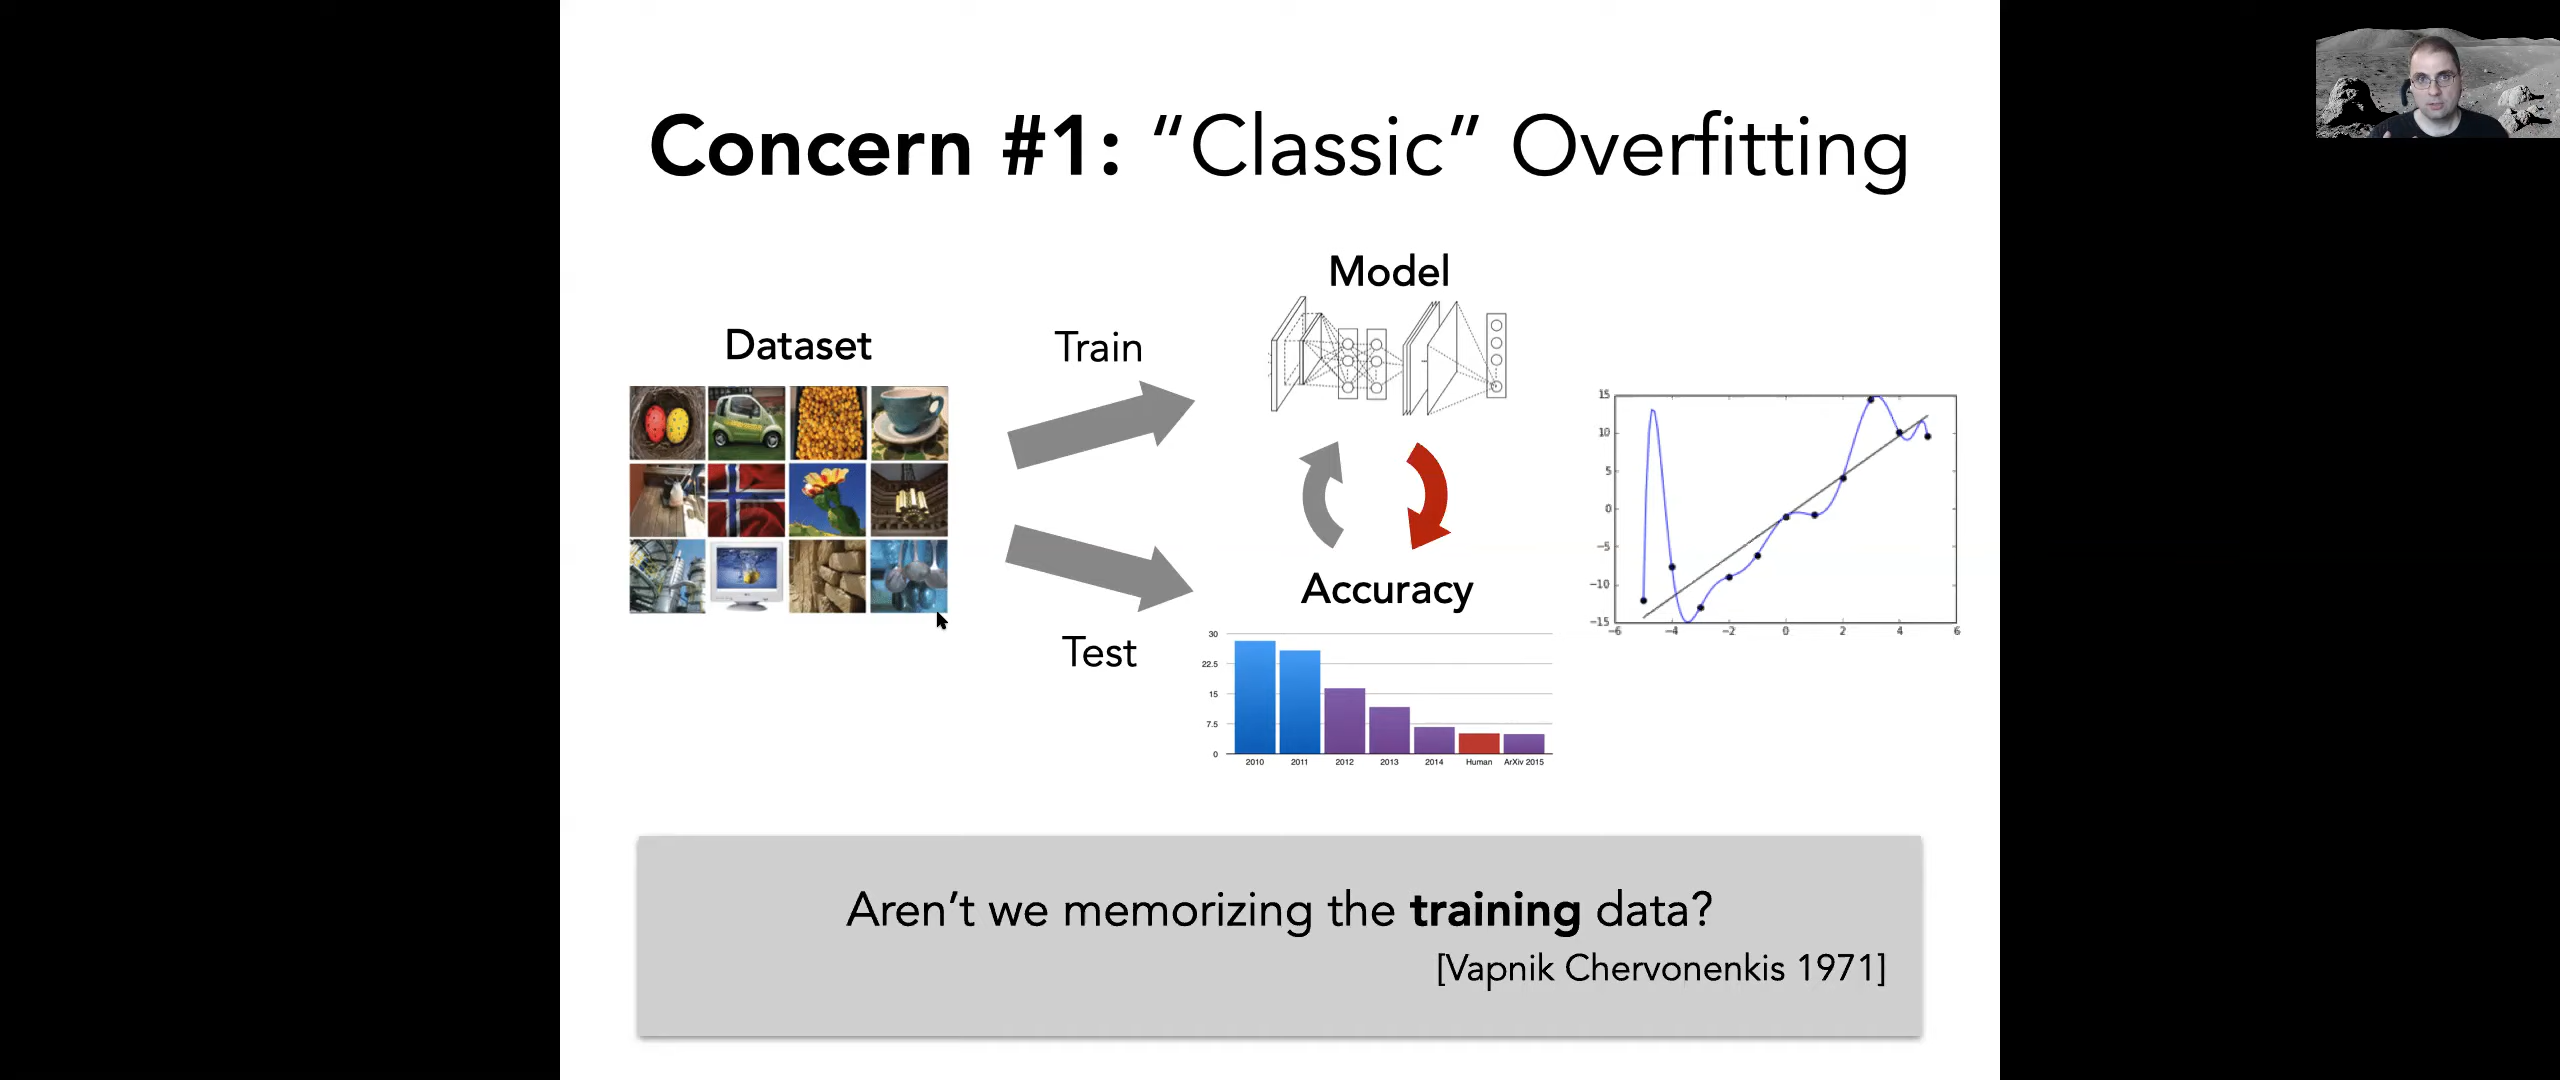 Concern #1: “Classic” Overfitting
Model
Dataset
Train
Test
Accuracy
30
22.5
15
7.5
0
2010 2011 2012 2013 2014 Human ArXiv 2015
15
10
5
0
−5
−10
−15
−6 −4 −2 0 2 4 6
Aren’t we memorizing the training data?
[Vapnik Chervonenkis 1971]